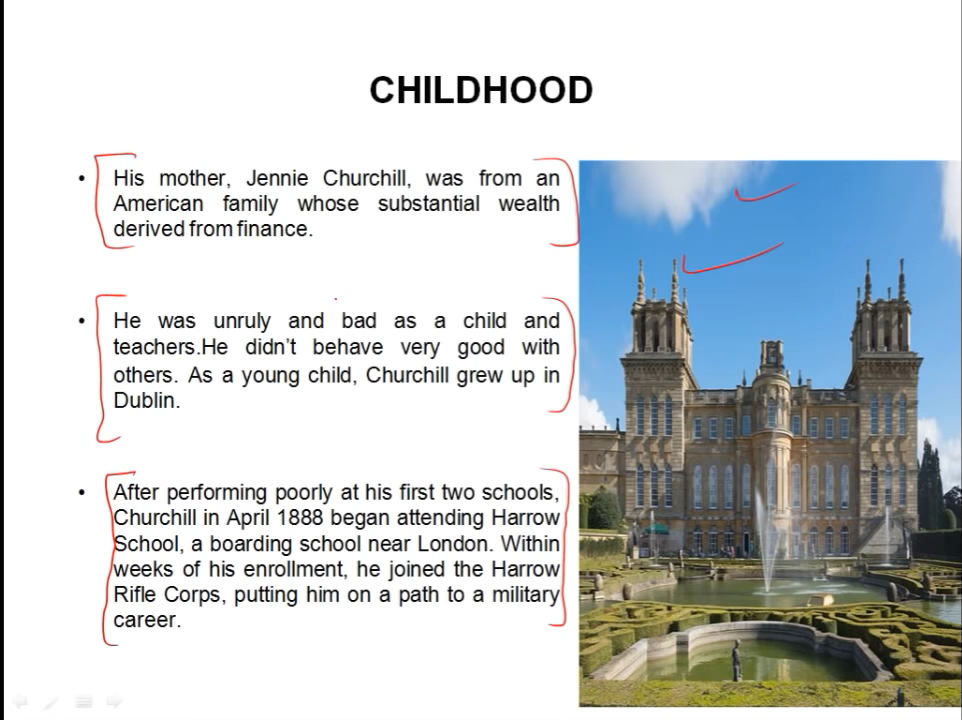 CHILDHOOD
• His mother, Jennie Churchill, was from an
American family whose substantial wealth
derived from finance.
• He was unruly and bad as a child and
teachers.He didn't behave very good with
others. As a young child, Churchill grew up in
Dublin.
• After performing poorly at his first two schools,
Churchill in April 1888 began attending Harrow
School, a boarding school near London. Within
weeks of his enrollment, he joined the Harrow
Rifle Corps, putting him on a path to a military
career.